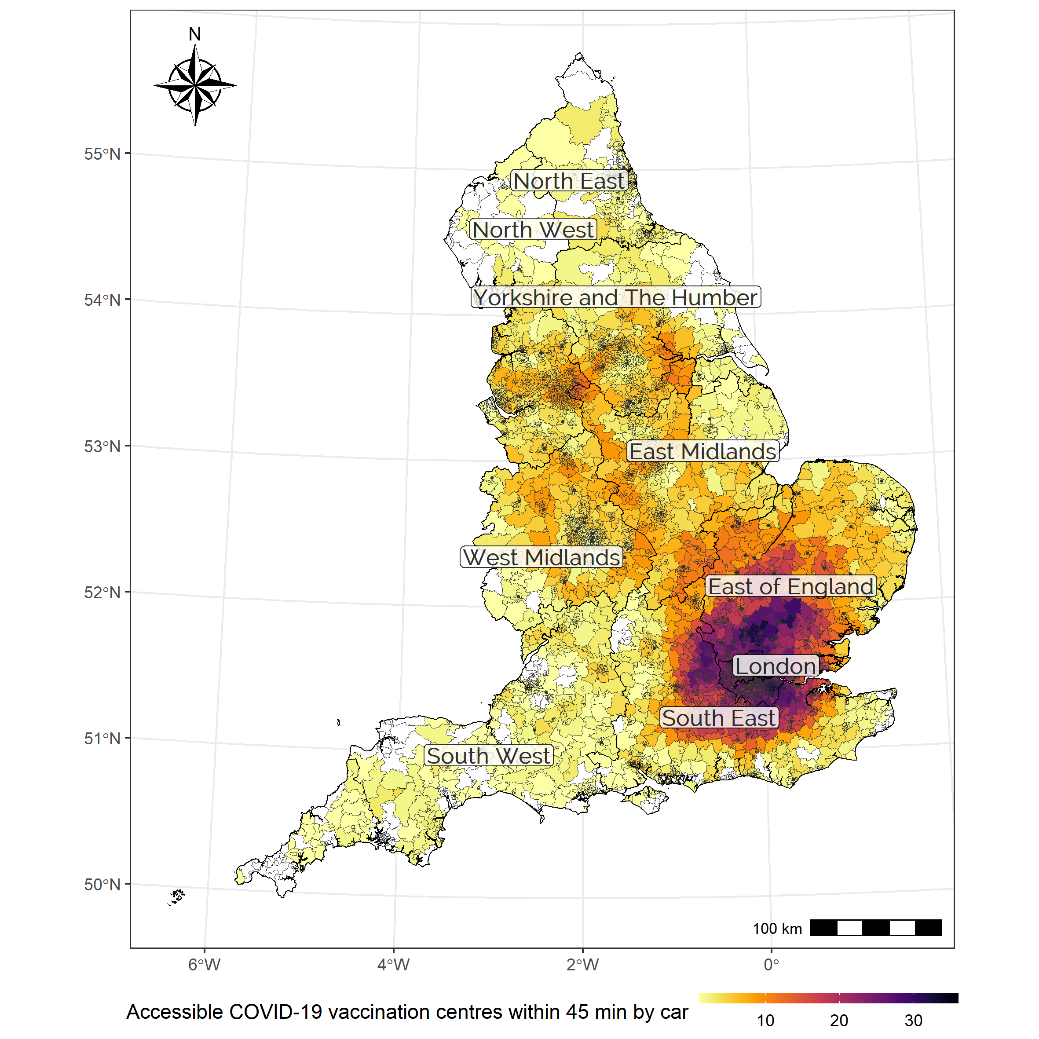 N
55°N
54°N
53°N
52°N
51°N
50°N
North East
North West
Yorkshire and The Humber
East Midlands
West Midlands
East of England
London
South East
South West
100 km
6°W
4°W
2°W
0°
Accessible COVID-19 vaccination centres within 45 min by car
10
20
30